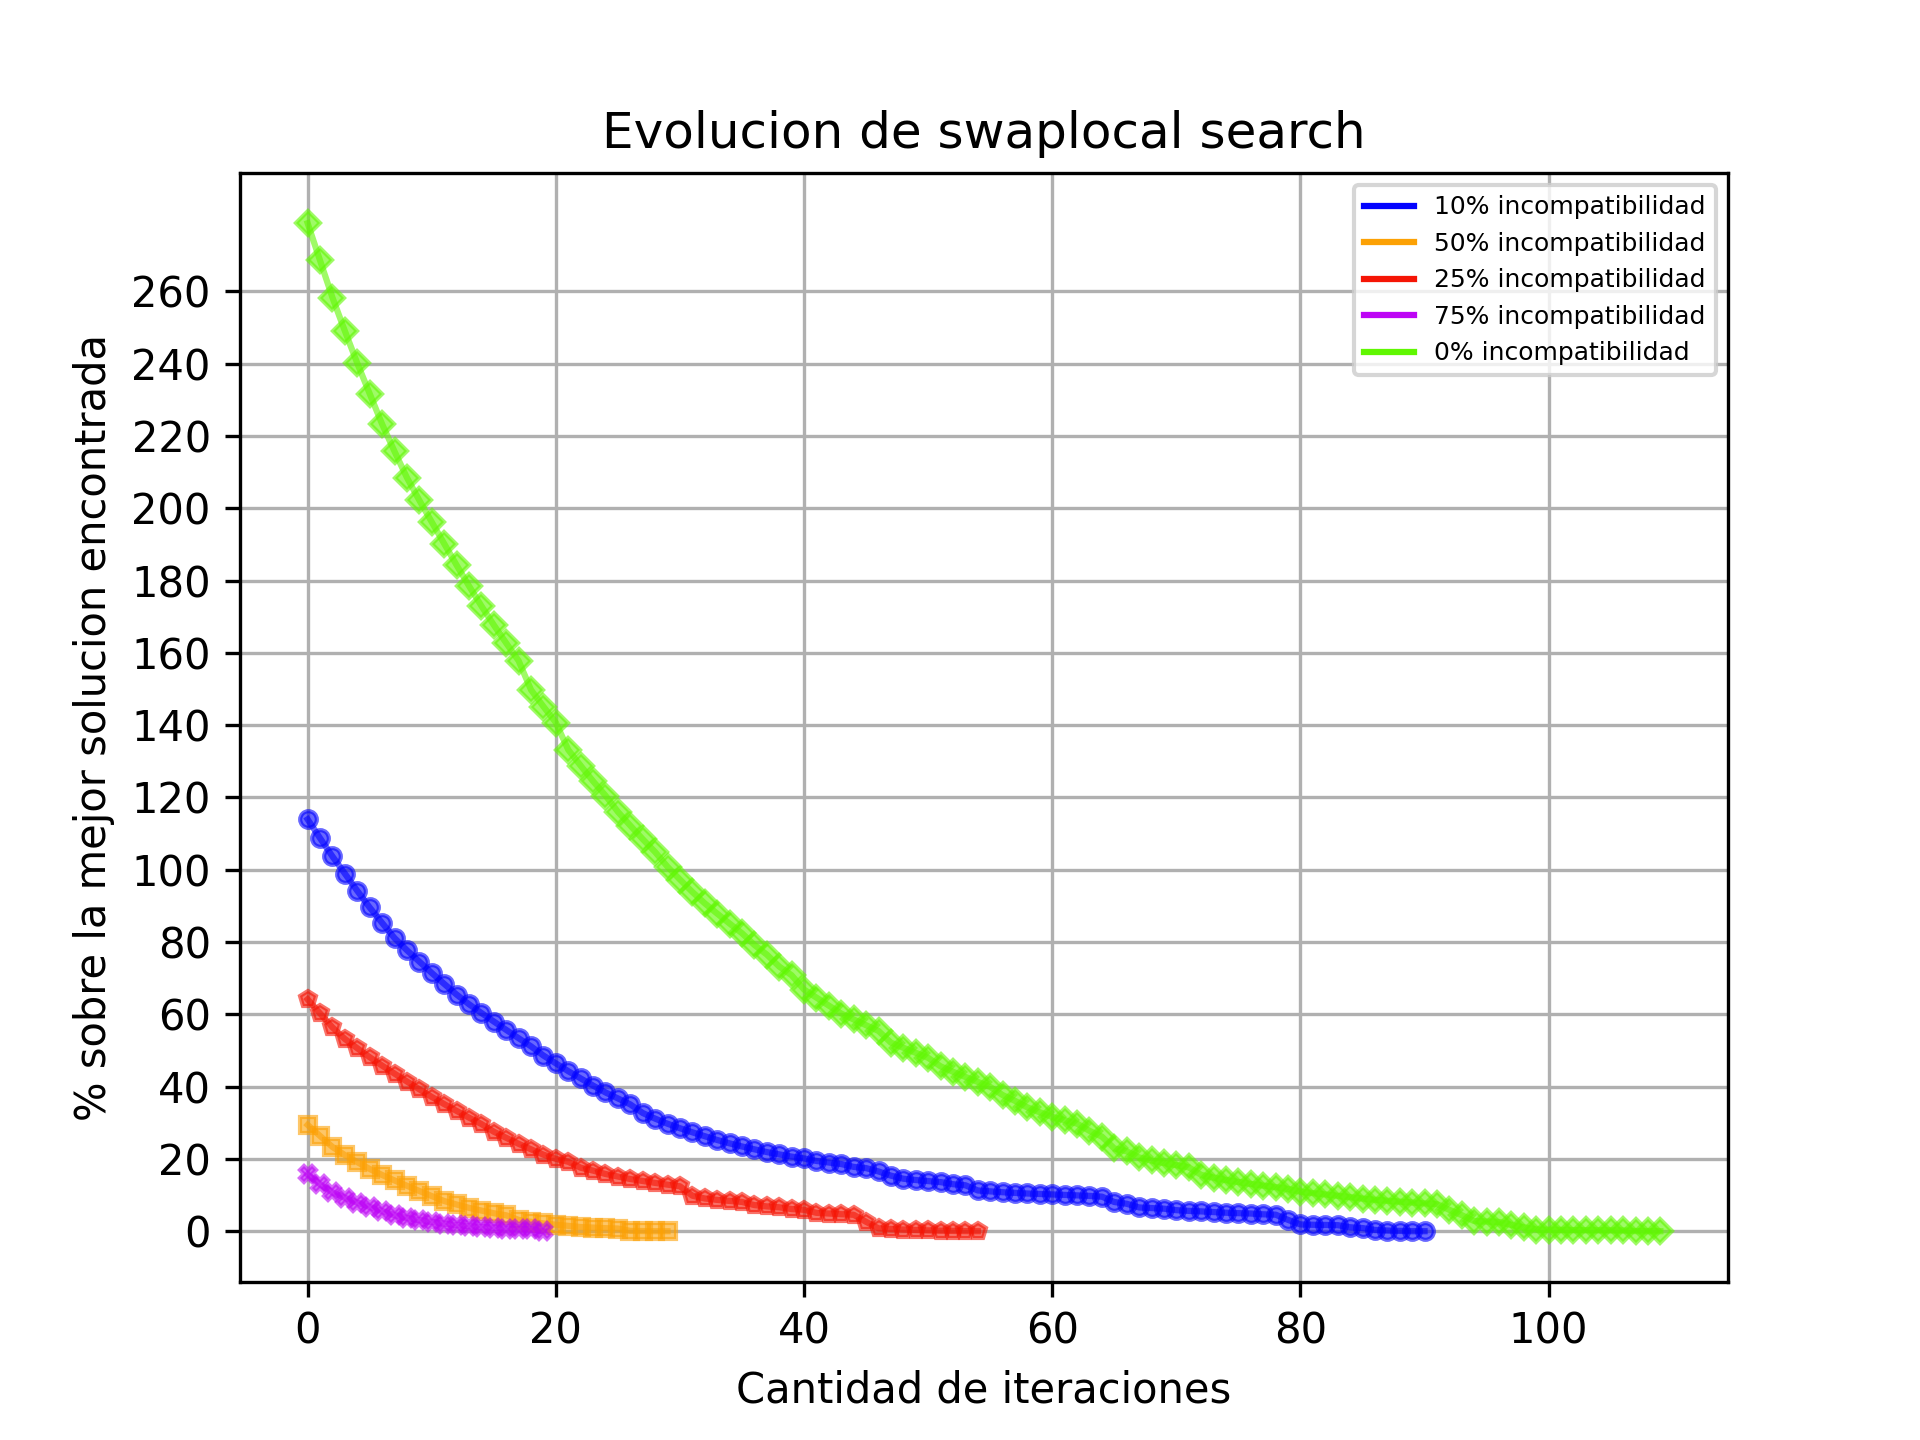 Evolucion de swaplocal search
10% incompatibilidad
50% incompatibilidad
25% incompatibilidad
75% incompatibilidad
0% incompatibilidad
% sobre la mejor solucion encontrada
260
240
220
200
180
160
140
120
100
80
60
40
20
0
0 20 40 60 80 100
Cantidad de iteraciones